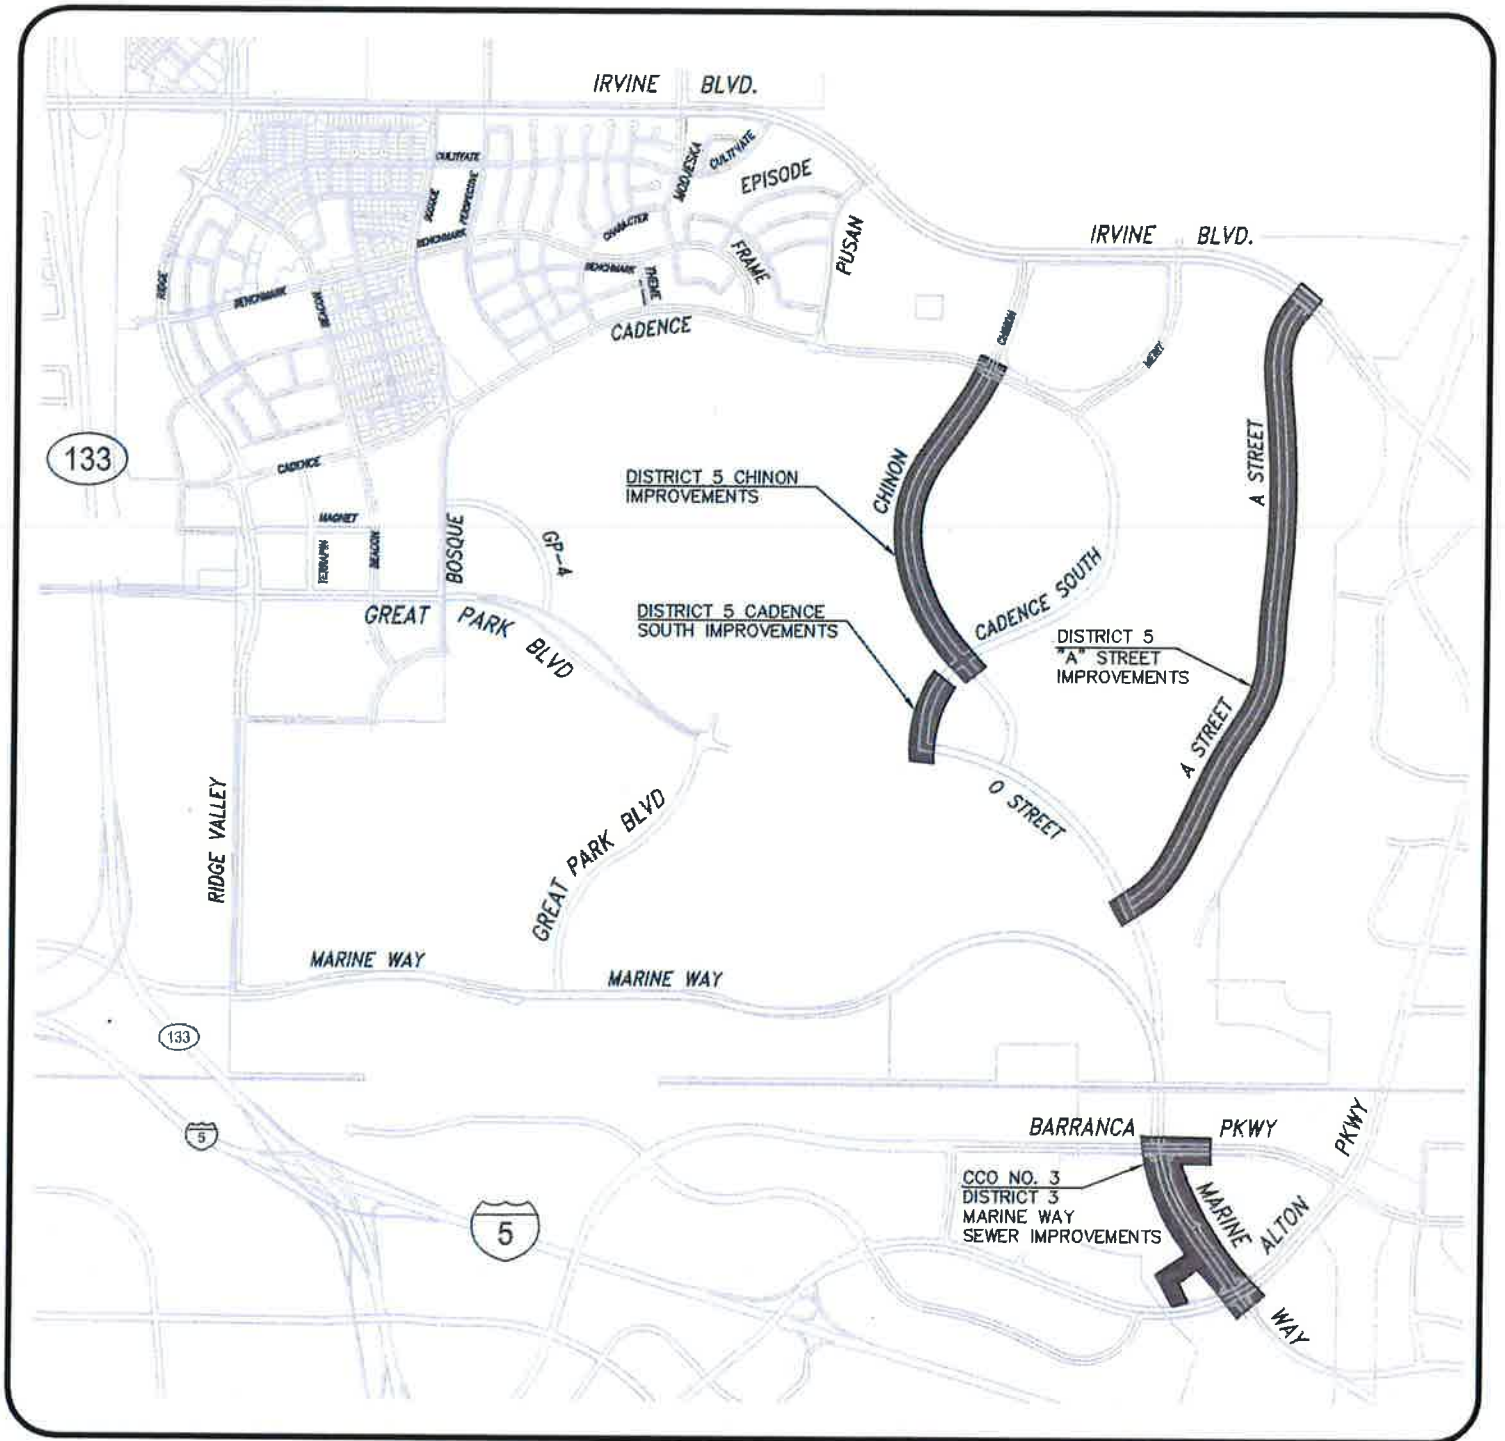 IRVINE BLVD.
CULTIVATE
MODJESKA
CULTIVATE
EPISODE
BOSQUE
PERSPECTIVE
CHARACTER
BENCHMARK
PUSAN
FRAME
IRVINE BLVD.
RIDGE
BENCHMARK
BENCHMARK
THEME
BEACON
CADENCE
CHINON
MERIT
133
CADENCE
DISTRICT 5 CHINON
IMPROVEMENTS
CHINON
A STREET
MAGNET
TERRAPIN
BEACON
BOSQUE
GP-4
GREAT PARK BLVD
DISTRICT 5 CADENCE
SOUTH IMPROVEMENTS
CADENCE SOUTH
DISTRICT 5
"A" STREET
IMPROVEMENTS
A STREET
RIDGE VALLEY
GREAT PARK BLVD
O STREET
MARINE WAY
MARINE WAY
133
5
BARRANCA PKWY
PKWY
CCO NO. 3
DISTRICT 3
MARINE WAY
SEWER IMPROVEMENTS
MARINE
ALTON
5
WAY